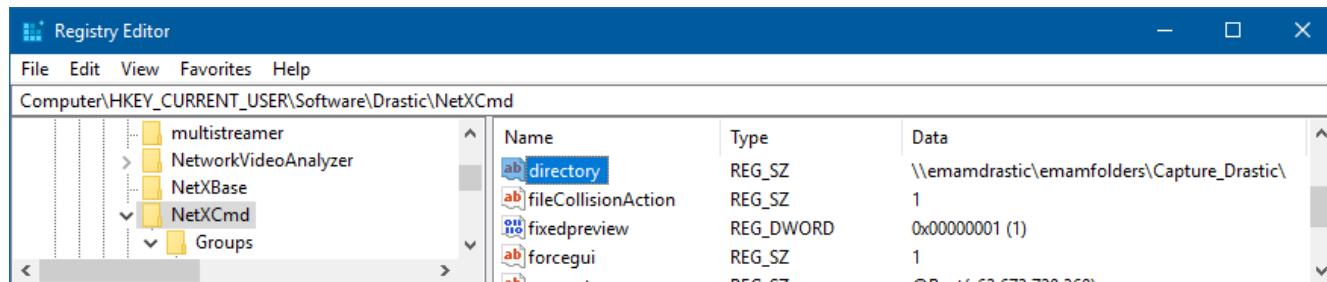 Registry Editor
File Edit View Favorites Help
Computer\HKEY_CURRENT_USER\Software\Drastic\NetXCmd
multistreamer
NetworkVideoAnalyzer
NetXBase
NetXCmd
Groups
Name Type Data
directory REG_SZ \\emamdrastic\emamfolders\Capture_Drastic\
fileCollisionAction REG_SZ 1
fixedpreview REG_DWORD 0x00000001 (1)
forcegui REG_SZ 1